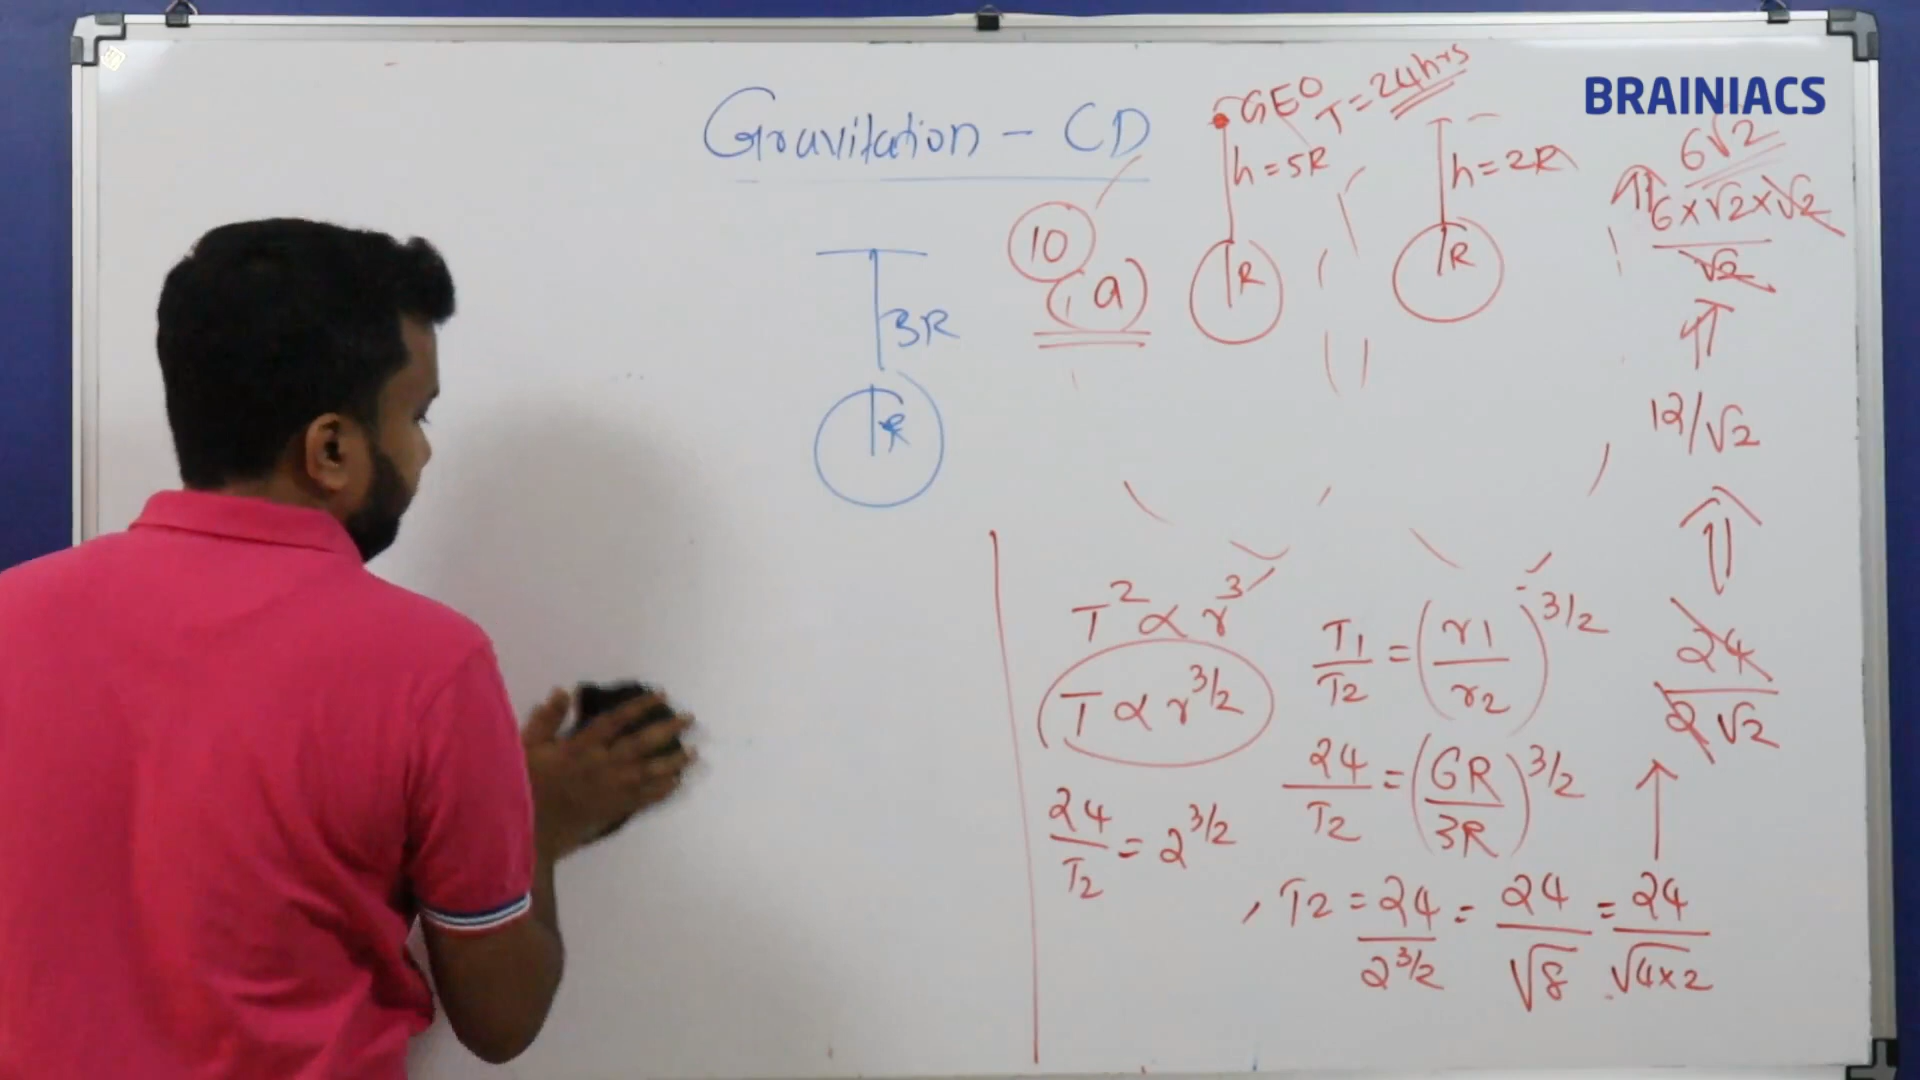 BRAINIACS
Gravitation - CD
3R
R
10
(a)
GEO
T = 24hrs
h = 5R
R
h = 2R
R
T² ∝ r³
T ∝ r^3/2
24/T2 = 2^3/2
T1/T2 = (r1/r2)^3/2
24/T2 = (6R/3R)^3/2
T2 = 24/2^3/2 = 24/√8 = 24/√4×2
24/2√2
12/√2
6×√2×√2/√2
6√2